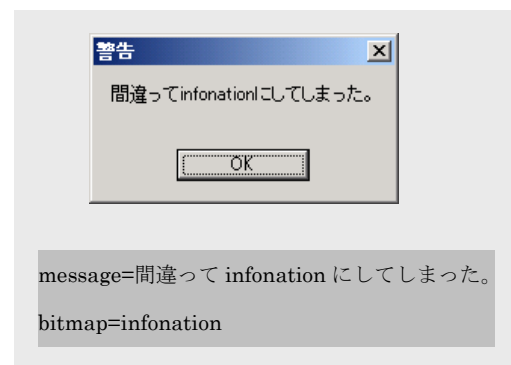 警告
間違ってinfonationにしてしまった。
OK
message=間違って infonation にしてしまった。
bitmap=infonation